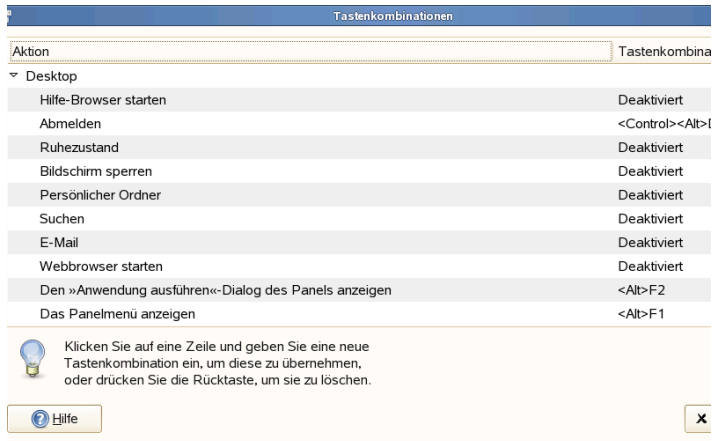 Tastenkombinationen
Aktion Tastenkombina
Desktop
Hilfe-Browser starten Deaktiviert
Abmelden <Control><Alt>D
Ruhezustand Deaktiviert
Bildschirm sperren Deaktiviert
Persönlicher Ordner Deaktiviert
Suchen Deaktiviert
E-Mail Deaktiviert
Webbrowser starten Deaktiviert
Den »Anwendung ausführen«-Dialog des Panels anzeigen <Alt>F2
Das Panelmenü anzeigen <Alt>F1
Klicken Sie auf eine Zeile und geben Sie eine neue
Tastenkombination ein, um diese zu übernehmen,
oder drücken Sie die Rücktaste, um sie zu löschen.
Hilfe